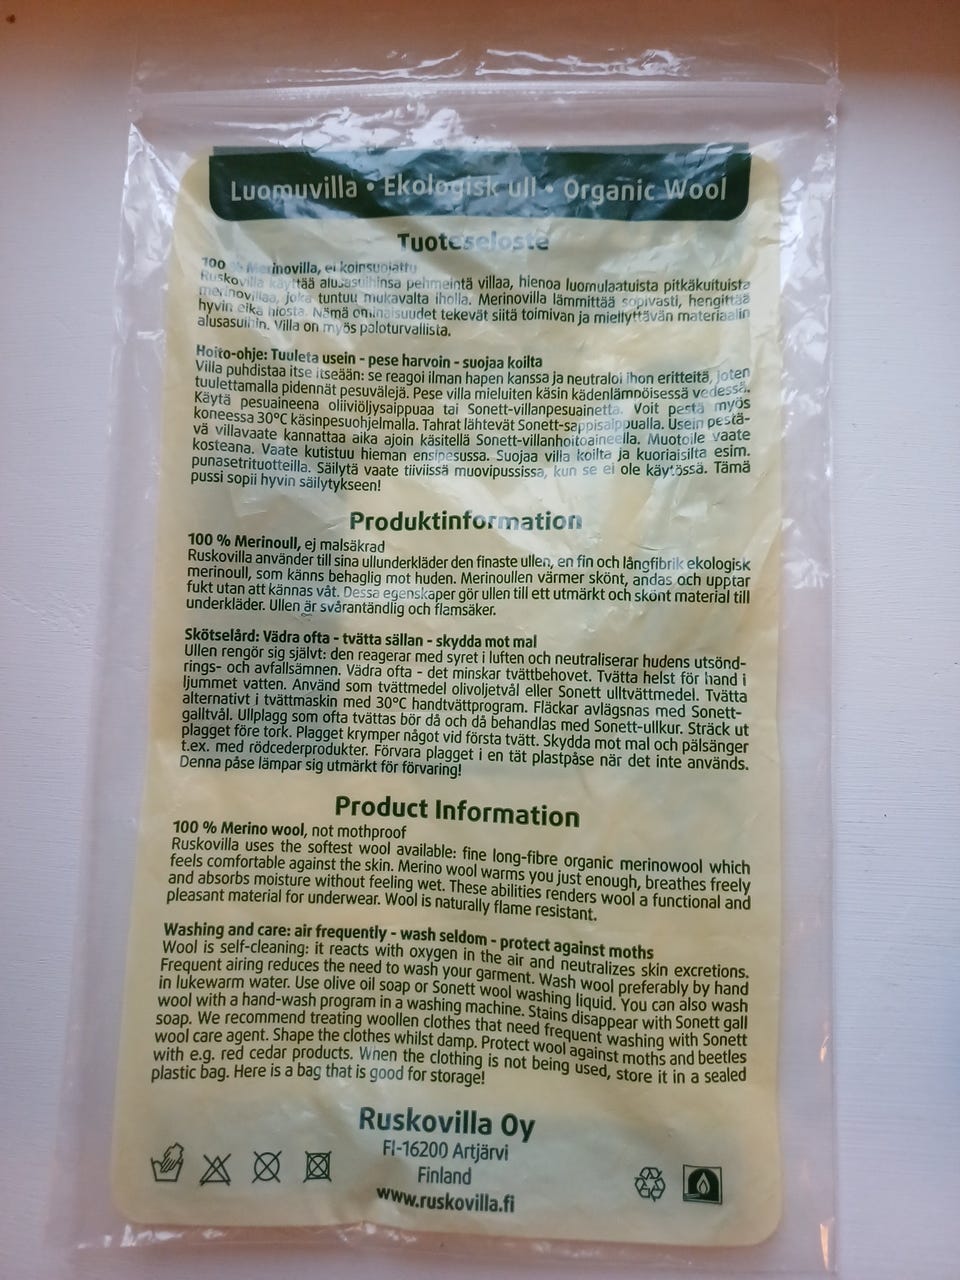 Luomuvilla • Ekologisk ull • Organic Wool
Tuoteseloste
100 % Merinovilla, ei koinsuojattu
Ruskovilla käyttää alusasuihinsa pehmeintä villaa, hienoa luomulaatuista pitkäkuituista
merinovillaa, joka tuntuu mukavalta iholla. Merinovilla lämmittää sopivasti, hengittää
hyvin eikä hiosta. Nämä ominaisuudet tekevät siitä toimivan ja miellyttävän materiaalin
alusasuihin. Villa on myös paloturvallista.
Hoito-ohje: Tuuleta usein - pese harvoin - suojaa koilta
Villa puhdistaa itse itseään: se reagoi ilman hapen kanssa ja neutraloi ihon eritteitä, joten
tuulettamalla pidennät pesuvälejä. Pese villa mieluiten käsin kädenlämpöisessä vedessä.
Käytä pesuaineena oliiviöljysaippuaa tai Sonett-villanpesuainetta. Voit pestä myös
koneessa 30°C käsinpesuohjelmalla. Tahrat lähtevät Sonett-sappisaippualla. Usein pestä-
vä villavaate kannattaa aika ajoin käsitellä Sonett-villanhoitoaineella. Muotoile vaate
kosteana. Vaate kutistuu hieman ensipesussa. Suojaa villa koilta ja kuoriaisilta esim.
punasetrituotteilla. Säilytä vaate tiiviissä muovipussissa, kun se ei ole käytössä. Tämä
pussi sopii hyvin säilytykseen!
Produktinformation
100 % Merinoull, ej malsäkrad
Ruskovilla använder till sina ullunderkläder den finaste ullen, en fin och långfibrik ekologisk
merinoull, som känns behaglig mot huden. Merinoullen värmer skönt, andas och upptar
fukt utan att kännas våt. Dessa egenskaper gör ullen till ett utmärkt och skönt material till
underkläder. Ullen är svårantändlig och flamsäker.
Skötselård: Vädra ofta - tvätta sällan - skydda mot mal
Ullen rengör sig självt: den reagerar med syret i luften och neutraliserar hudens utsönd-
rings- och avfallsämnen. Vädra ofta - det minskar tvättbehovet. Tvätta helst för hand i
ljummet vatten. Använd som tvättmedel olivoljetvål eller Sonett ulltvättmedel. Tvätta
alternativt i tvättmaskin med 30°C handtvättprogram. Fläckar avlägsnas med Sonett-
galltvål. Ullplagg som ofta tvättas bör då och då behandlas med Sonett-ullkur. Sträck ut
plagget före tork. Plagget krymper något vid första tvätt. Skydda mot mal och pälsänger
t.ex. med rödcederprodukter. Förvara plagget i en tät plastpåse när det inte används.
Denna påse lämpar sig utmärkt för förvaring!
Product Information
100 % Merino wool, not mothproof
Ruskovilla uses the softest wool available: fine long-fibre organic merinowool which
feels comfortable against the skin. Merino wool warms you just enough, breathes freely
and absorbs moisture without feeling wet. These abilities renders wool a functional and
pleasant material for underwear. Wool is naturally flame resistant.
Washing and care: air frequently - wash seldom - protect against moths
Wool is self-cleaning: it reacts with oxygen in the air and neutralizes skin excretions.
Frequent airing reduces the need to wash your garment. Wash wool preferably by hand
in lukewarm water. Use olive oil soap or Sonett wool washing liquid. You can also wash
wool with a hand-wash program in a washing machine. Stains disappear with Sonett gall
soap. We recommend treating woollen clothes that need frequent washing with Sonett
wool care agent. Shape the clothes whilst damp. Protect wool against moths and beetles
with e.g. red cedar products. When the clothing is not being used, store it in a sealed
plastic bag. Here is a bag that is good for storage!
Ruskovilla Oy
FI-16200 Artjärvi
Finland
www.ruskovilla.fi